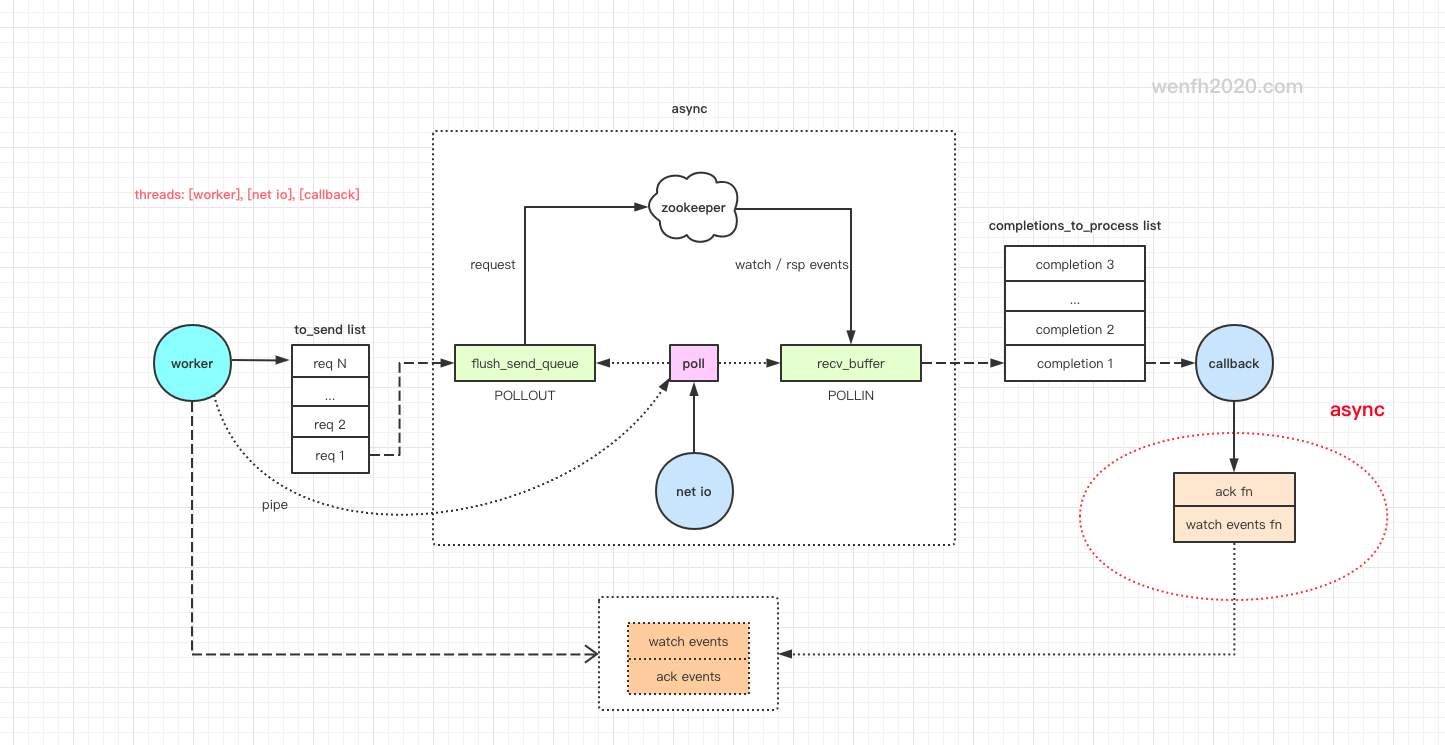 wenfh2020.com
async
threads: [worker], [net io], [callback]
zookeeper
completions_to_process list
request
watch / rsp events
completion 3
...
completion 2
completion 1
to_send list
worker
req N
...
req 2
req 1
flush_send_queue
poll
recv_buffer
callback
POLLOUT
POLLIN
async
net io
pipe
ack fn
watch events fn
watch events
ack events